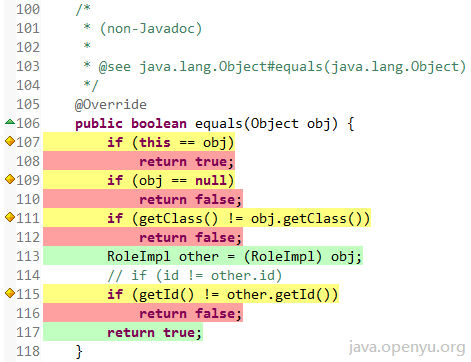 100 /*
101 * (non-Javadoc)
102 *
103 * @see java.lang.Object#equals(java.lang.Object)
104 */
105 @Override
106 public boolean equals(Object obj) {
107 if (this == obj)
108 return true;
109 if (obj == null)
110 return false;
111 if (getClass() != obj.getClass())
112 return false;
113 RoleImpl other = (RoleImpl) obj;
114 // if (id != other.id)
115 if (getId() != other.getId())
116 return false;
117 return true;
118 }
java.openyu.org